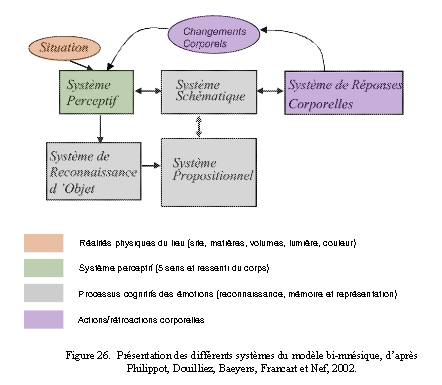 Situation
Changements
Corporels
Système
Perceptif
Système
Schématique
Système de Réponses
Corporelles
Système de
Reconnaissance
d 'Objet
Système
Propositionnel
Réalités physiques du lieu (site, matières, volumes, lumière, couleur)
Système perceptif (5 sens et ressenti du corps)
Processus cognitifs des émotions (reconnaissance, mémoire et représentation)
Actions/rétroactions corporelles
Figure 26. Présentation des différents systèmes du modèle bi-mnésique, d'après
Philippot, Douilliez, Baeyens, Francart et Nef, 2002.